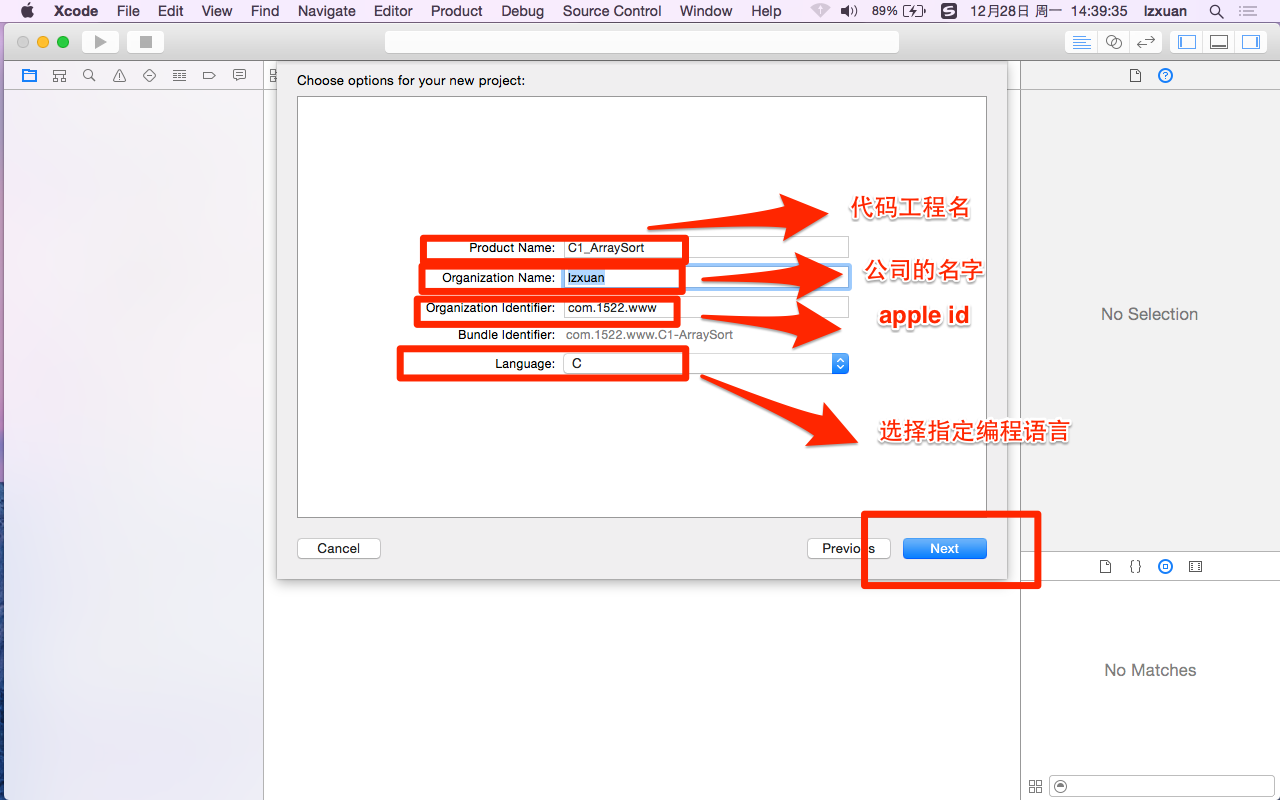 Xcode File Edit View Find Navigate Editor Product Debug Source Control Window Help 89% 12月28日 周一 14:39:35 lzxuan
Choose options for your new project:
代码工程名
Product Name: C1_ArraySort
Organization Name: lzxuan
公司的名字
Organization Identifier: com.1522.www
apple id
Bundle Identifier: com.1522.www.C1-ArraySort
Language: C
选择指定编程语言
Cancel Previous Next
No Selection
No Matches